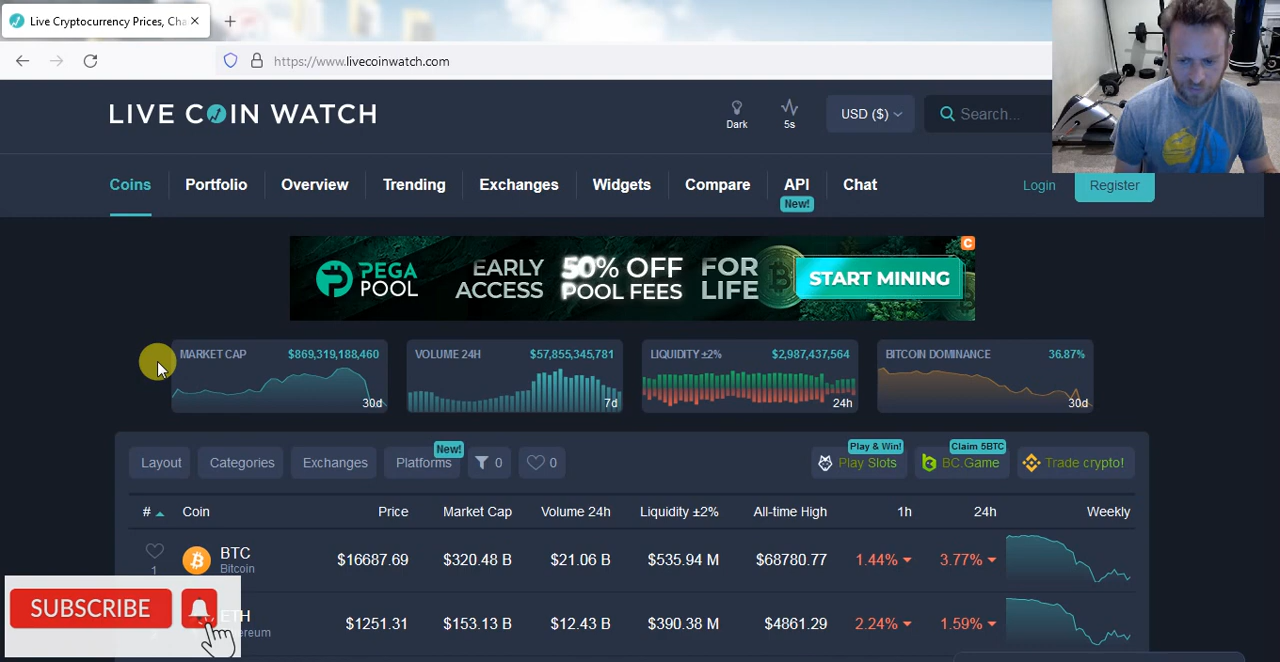 Live Cryptocurrency Prices, Cha
https://www.livecoinwatch.com
LIVE COIN WATCH
Dark
5s
USD ($)
Search...
Coins
Portfolio
Overview
Trending
Exchanges
Widgets
Compare
API
New!
Chat
Login
Register
PEGA POOL
EARLY ACCESS
50% OFF POOL FEES
FOR LIFE
START MINING
MARKET CAP $869,319,188,460
30d
VOLUME 24H $57,855,345,781
7d
LIQUIDITY ±2% $2,987,437,564
24h
BITCOIN DOMINANCE 36.87%
30d
Layout
Categories
Exchanges
Platforms
New!
0
0
Play & Win!
Play Slots
Claim 5BTC
BC.Game
Trade crypto!
# Coin Price Market Cap Volume 24h Liquidity ±2% All-time High 1h 24h Weekly
1
BTC
Bitcoin
$16687.69 $320.48 B $21.06 B $535.94 M $68780.77 1.44% 3.77%
ETH
ereum
$1251.31 $153.13 B $12.43 B $390.38 M $4861.29 2.24% 1.59%
SUBSCRIBE